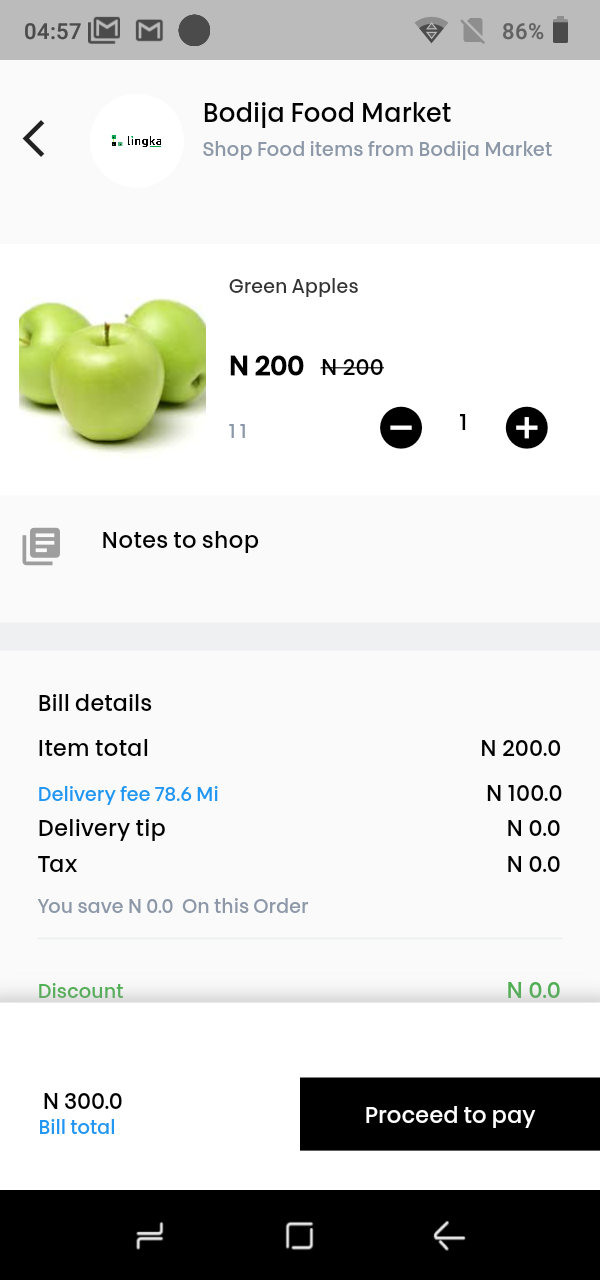 04:57 86%
lingka
Bodija Food Market
Shop Food items from Bodija Market
Green Apples
N 200 N 200
1 1 1
Notes to shop
Bill details
Item total N 200.0
Delivery fee 78.6 Mi N 100.0
Delivery tip N 0.0
Tax N 0.0
You save N 0.0 On this Order
Discount N 0.0
N 300.0
Bill total
Proceed to pay